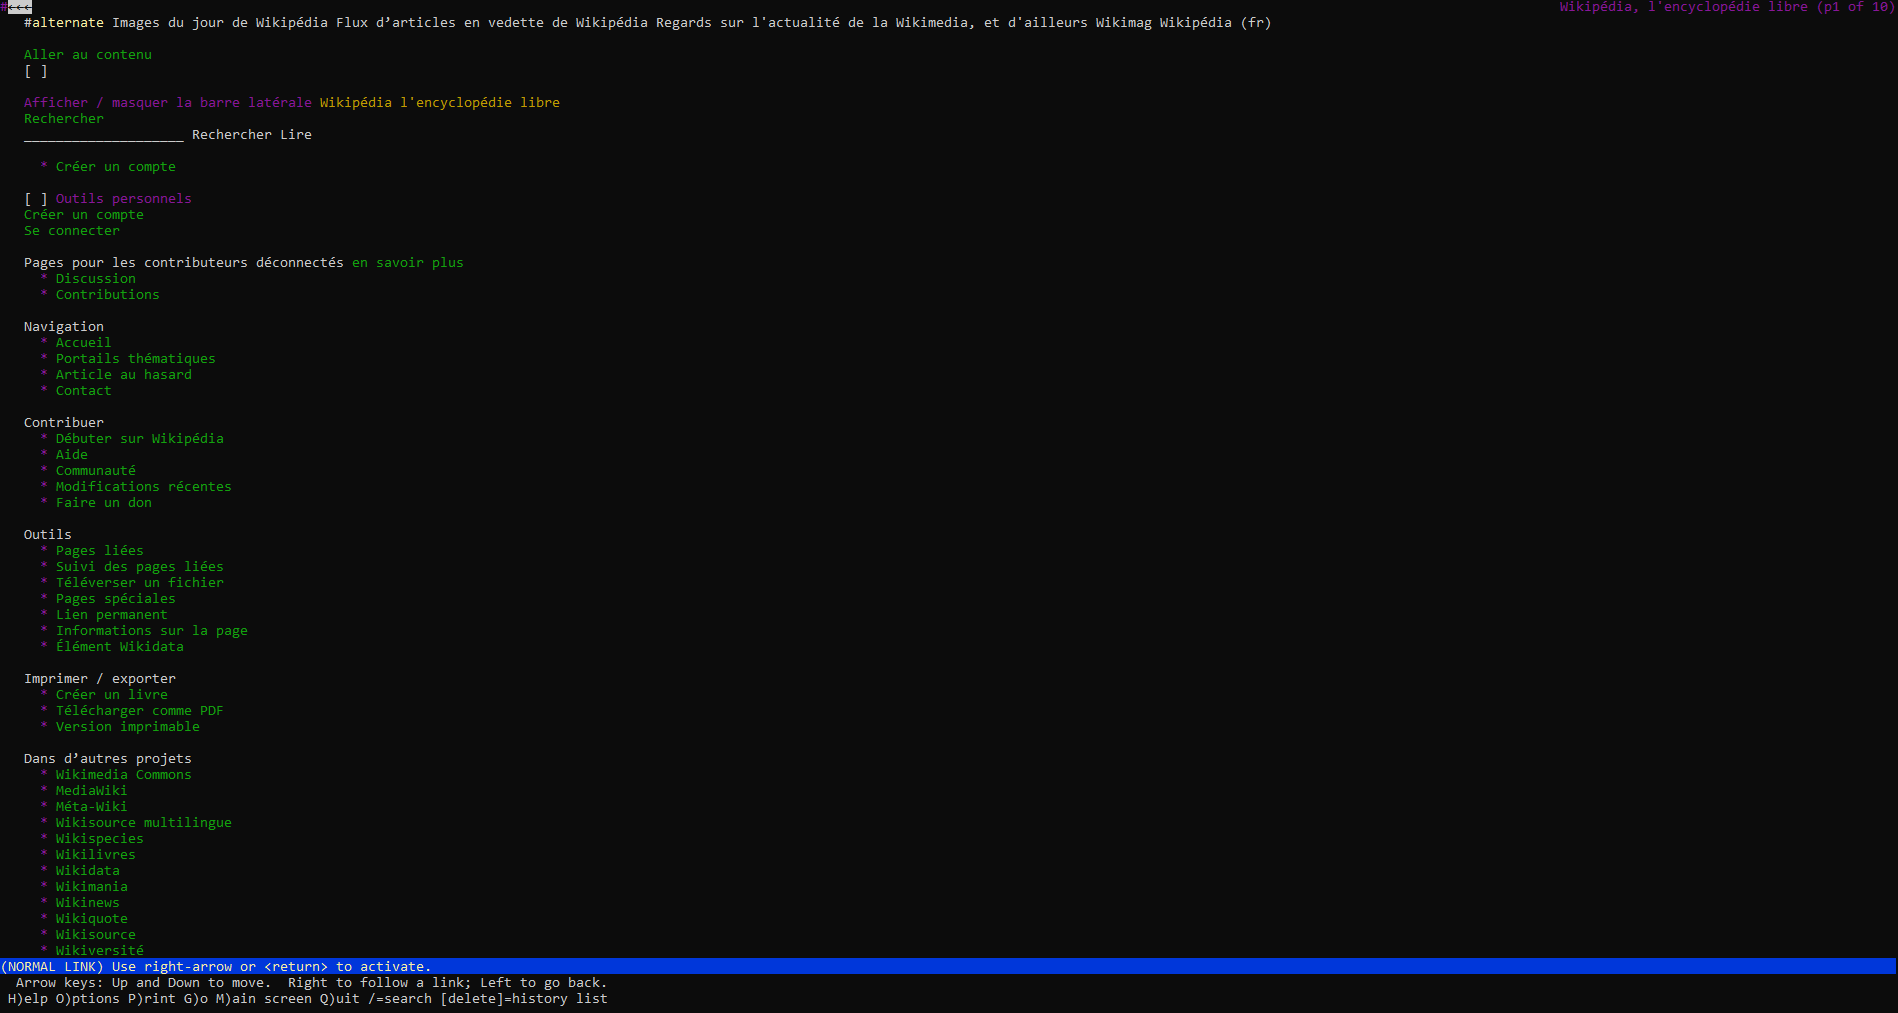 #<<< Wikipédia, l'encyclopédie libre (p1 of 10)
#alternate Images du jour de Wikipédia Flux d’articles en vedette de Wikipédia Regards sur l'actualité de la Wikimedia, et d'ailleurs Wikimag Wikipédia (fr)
Aller au contenu
[ ]
Afficher / masquer la barre latérale Wikipédia l'encyclopédie libre
Rechercher
____________________ Rechercher Lire
* Créer un compte
[ ] Outils personnels
Créer un compte
Se connecter
Pages pour les contributeurs déconnectés en savoir plus
* Discussion
* Contributions
Navigation
* Accueil
* Portails thématiques
* Article au hasard
* Contact
Contribuer
* Débuter sur Wikipédia
* Aide
* Communauté
* Modifications récentes
* Faire un don
Outils
* Pages liées
* Suivi des pages liées
* Téléverser un fichier
* Pages spéciales
* Lien permanent
* Informations sur la page
* Élément Wikidata
Imprimer / exporter
* Créer un livre
* Télécharger comme PDF
* Version imprimable
Dans d’autres projets
* Wikimedia Commons
* MediaWiki
* Méta-Wiki
* Wikisource multilingue
* Wikispecies
* Wikilivres
* Wikidata
* Wikimania
* Wikinews
* Wikiquote
* Wikisource
* Wikiversité
(NORMAL LINK) Use right-arrow or <return> to activate.
Arrow keys: Up and Down to move.  Right to follow a link; Left to go back.
H)elp O)ptions P)rint G)o M)ain screen Q)uit /=search [delete]=history list